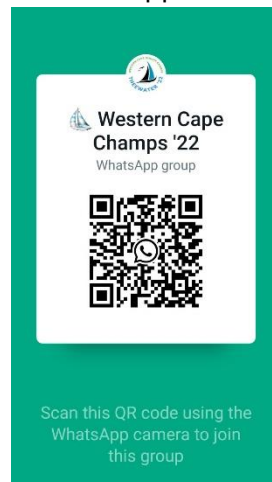 Western Cape
Champs '22
WhatsApp group
Scan this QR code using the
WhatsApp camera to join
this group